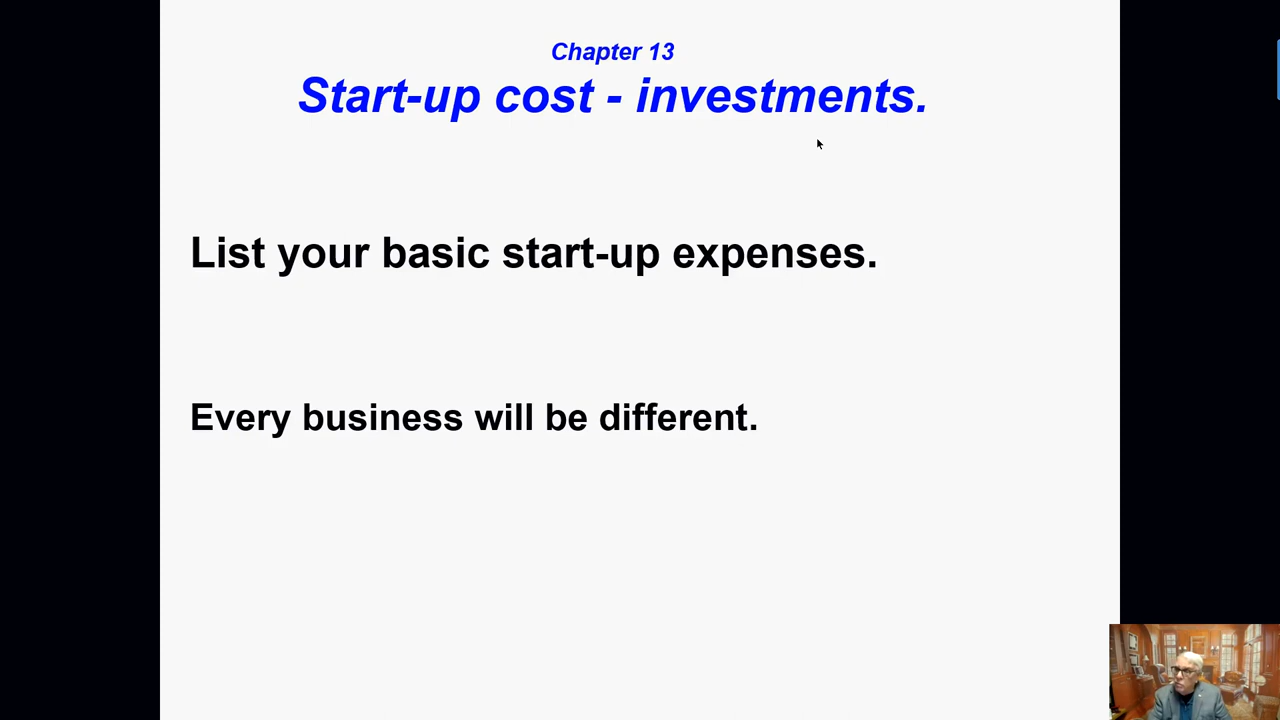 Chapter 13
Start-up cost - investments.
List your basic start-up expenses.
Every business will be different.